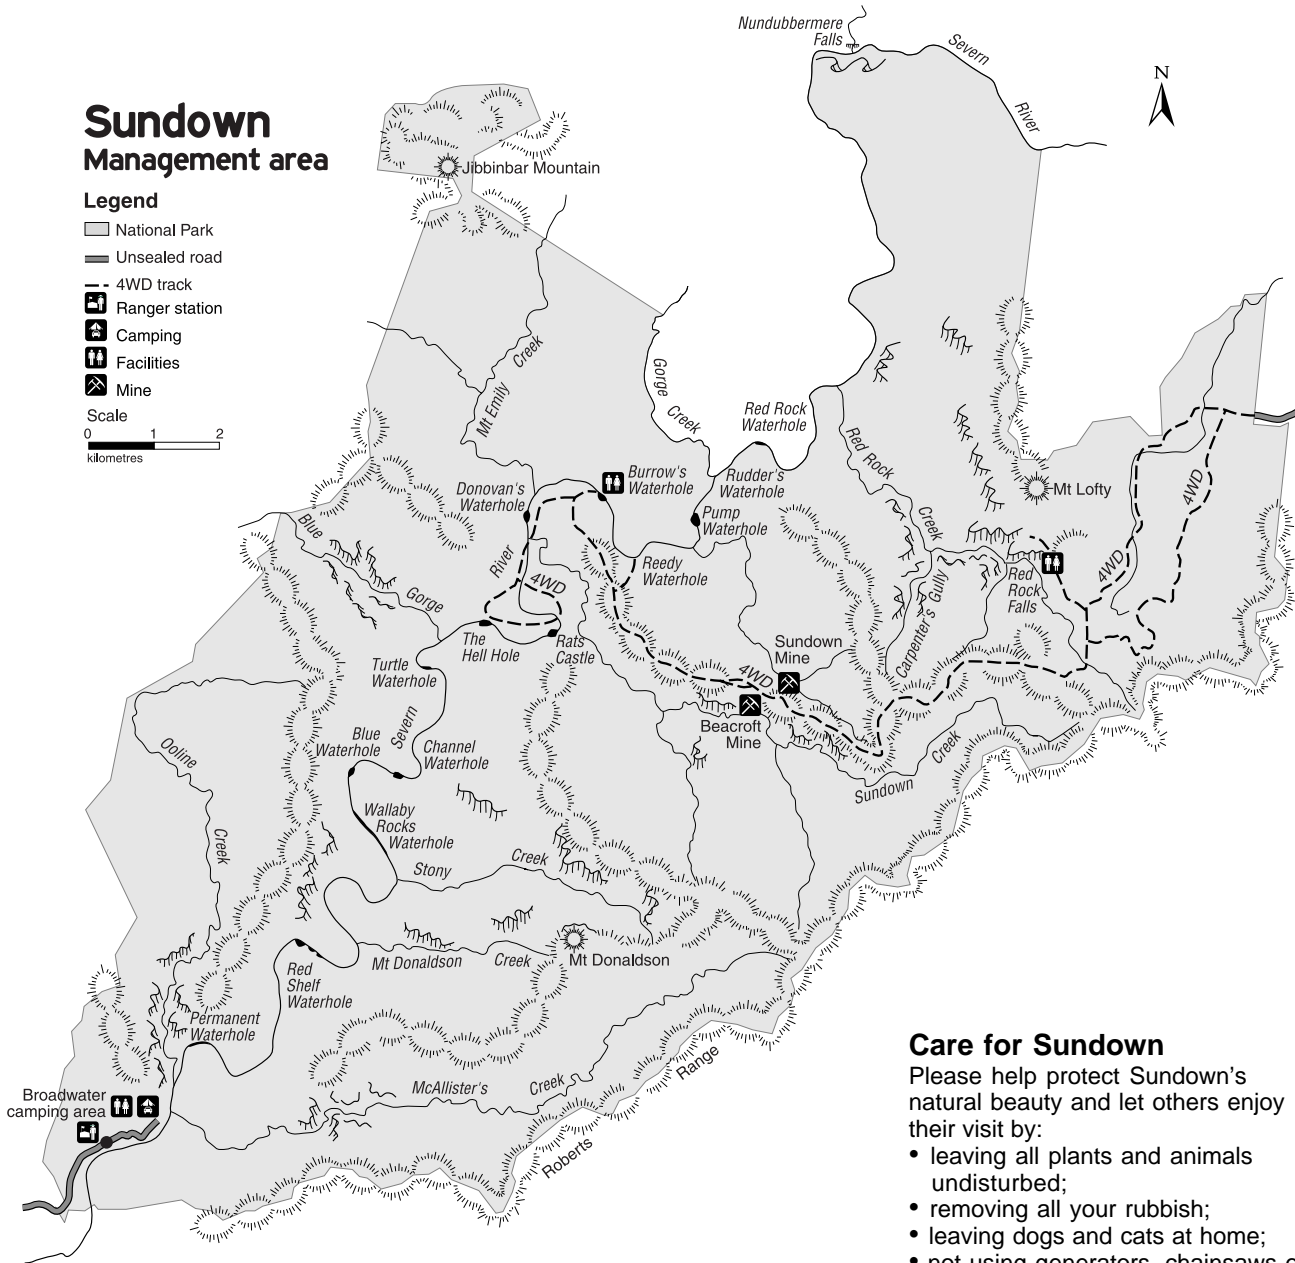 Sundown
Management area
Legend
National Park
Unsealed road
4WD track
Ranger station
Camping
Facilities
Mine
Scale
0 1 2
kilometres
Nundubbermere
Falls
Severn
River
N
Jibbinbar Mountain
Mt Emily
Creek
Gorge
Creek
Red Rock
Waterhole
Red Rock
Creek
Burrow's
Waterhole
Rudder's
Waterhole
Donovan's
Waterhole
Pump
Waterhole
Mt Lofty
4WD
4WD
Blue
Gorge
River
4WD
Reedy
Waterhole
Red
Rock
Falls
Carpenter's Gully
The
Hell Hole
Rats
Castle
Sundown
Mine
Turtle
Waterhole
4WD
Beacroft
Mine
Ooline
Creek
Blue
Waterhole
Severn
Channel
Waterhole
Sundown
Creek
Wallaby
Rocks
Waterhole
Stony
Creek
Mt Donaldson
Creek
Mt Donaldson
Red
Shelf
Waterhole
Permanent
Waterhole
McAllister's
Creek
Roberts
Range
Broadwater
camping area
Care for Sundown
Please help protect Sundown's
natural beauty and let others enjoy
their visit by:
• leaving all plants and animals
undisturbed;
• removing all your rubbish;
• leaving dogs and cats at home;
• not using generators, chainsaws